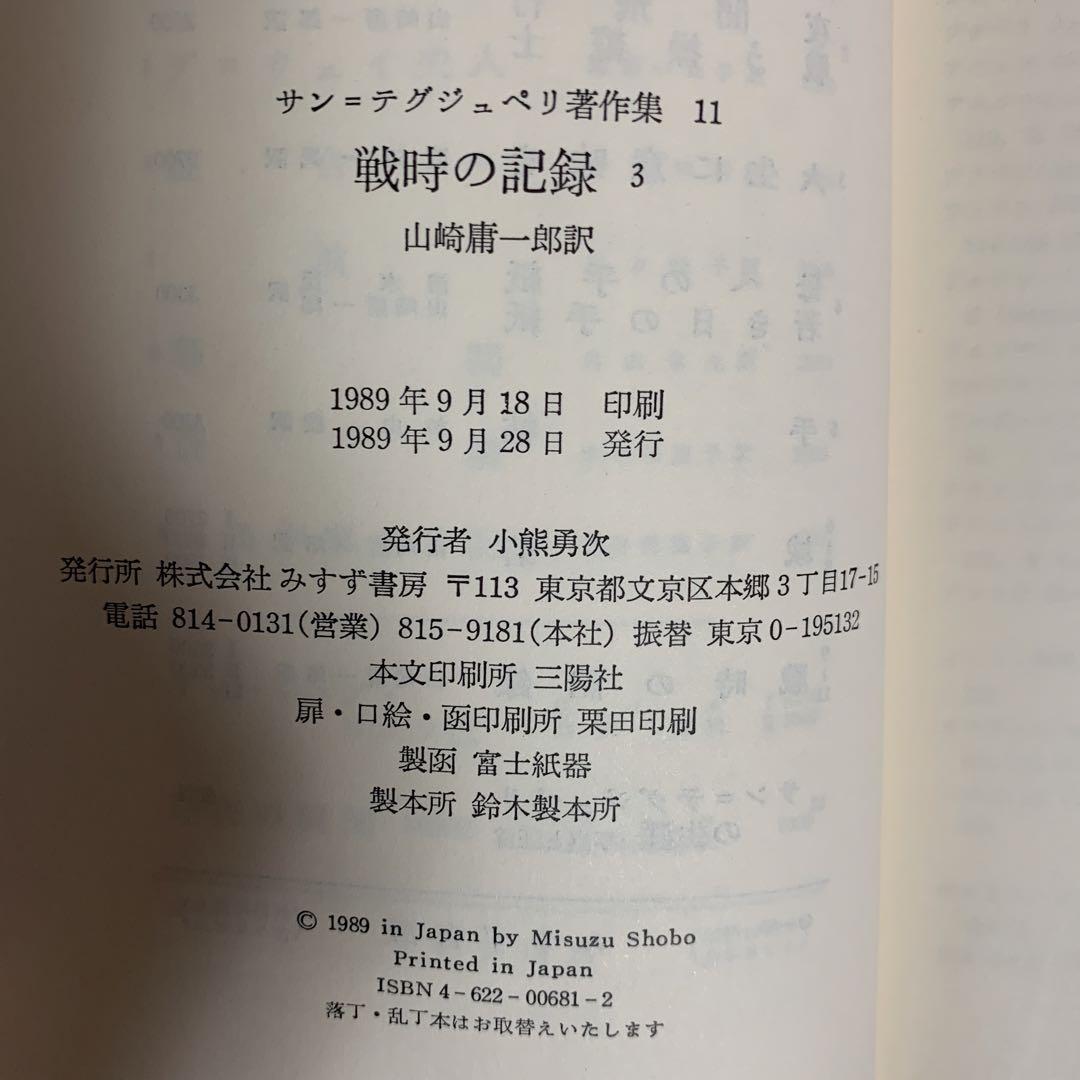 サン＝テグジュペリ著作集 11
戦時の記録 3
山崎庸一郎訳
1989年9月18日 印刷
1989年9月28日 発行
発行者 小熊勇次
発行所 株式会社 みすず書房 〒113 東京都文京区本郷3丁目17-15
電話 814-0131(営業) 815-9181(本社) 振替 東京0-195132
本文印刷所 三陽社
扉・口絵・函印刷所 栗田印刷
製函 富士紙器
製本所 鈴木製本所
© 1989 in Japan by Misuzu Shobo
Printed in Japan
ISBN 4-622-00681-2
落丁・乱丁本はお取替えいたします